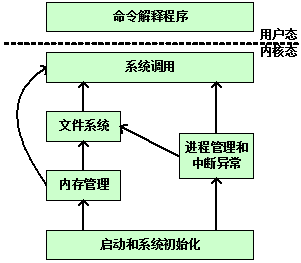 命令解释程序
用户态
内核态
系统调用
文件系统
进程管理和
中断异常
内存管理
启动和系统初始化